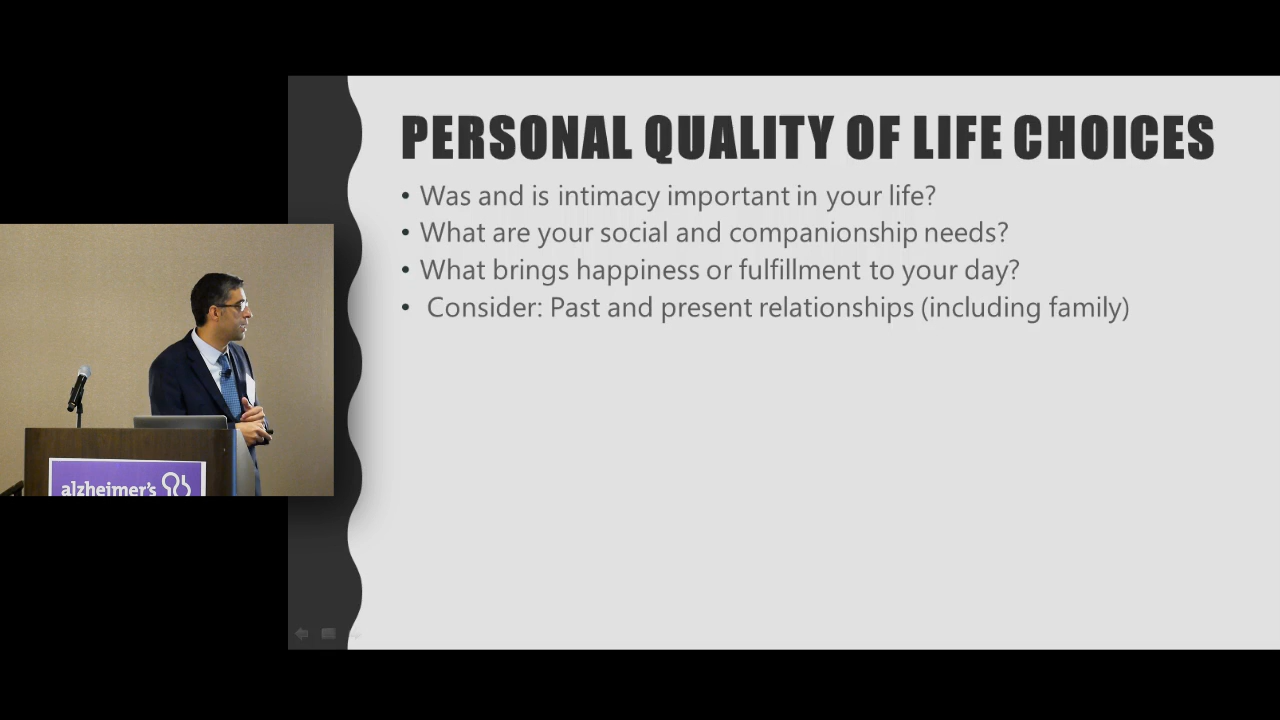 PERSONAL QUALITY OF LIFE CHOICES
• Was and is intimacy important in your life?
• What are your social and companionship needs?
• What brings happiness or fulfillment to your day?
• Consider: Past and present relationships (including family)
alzheimer's